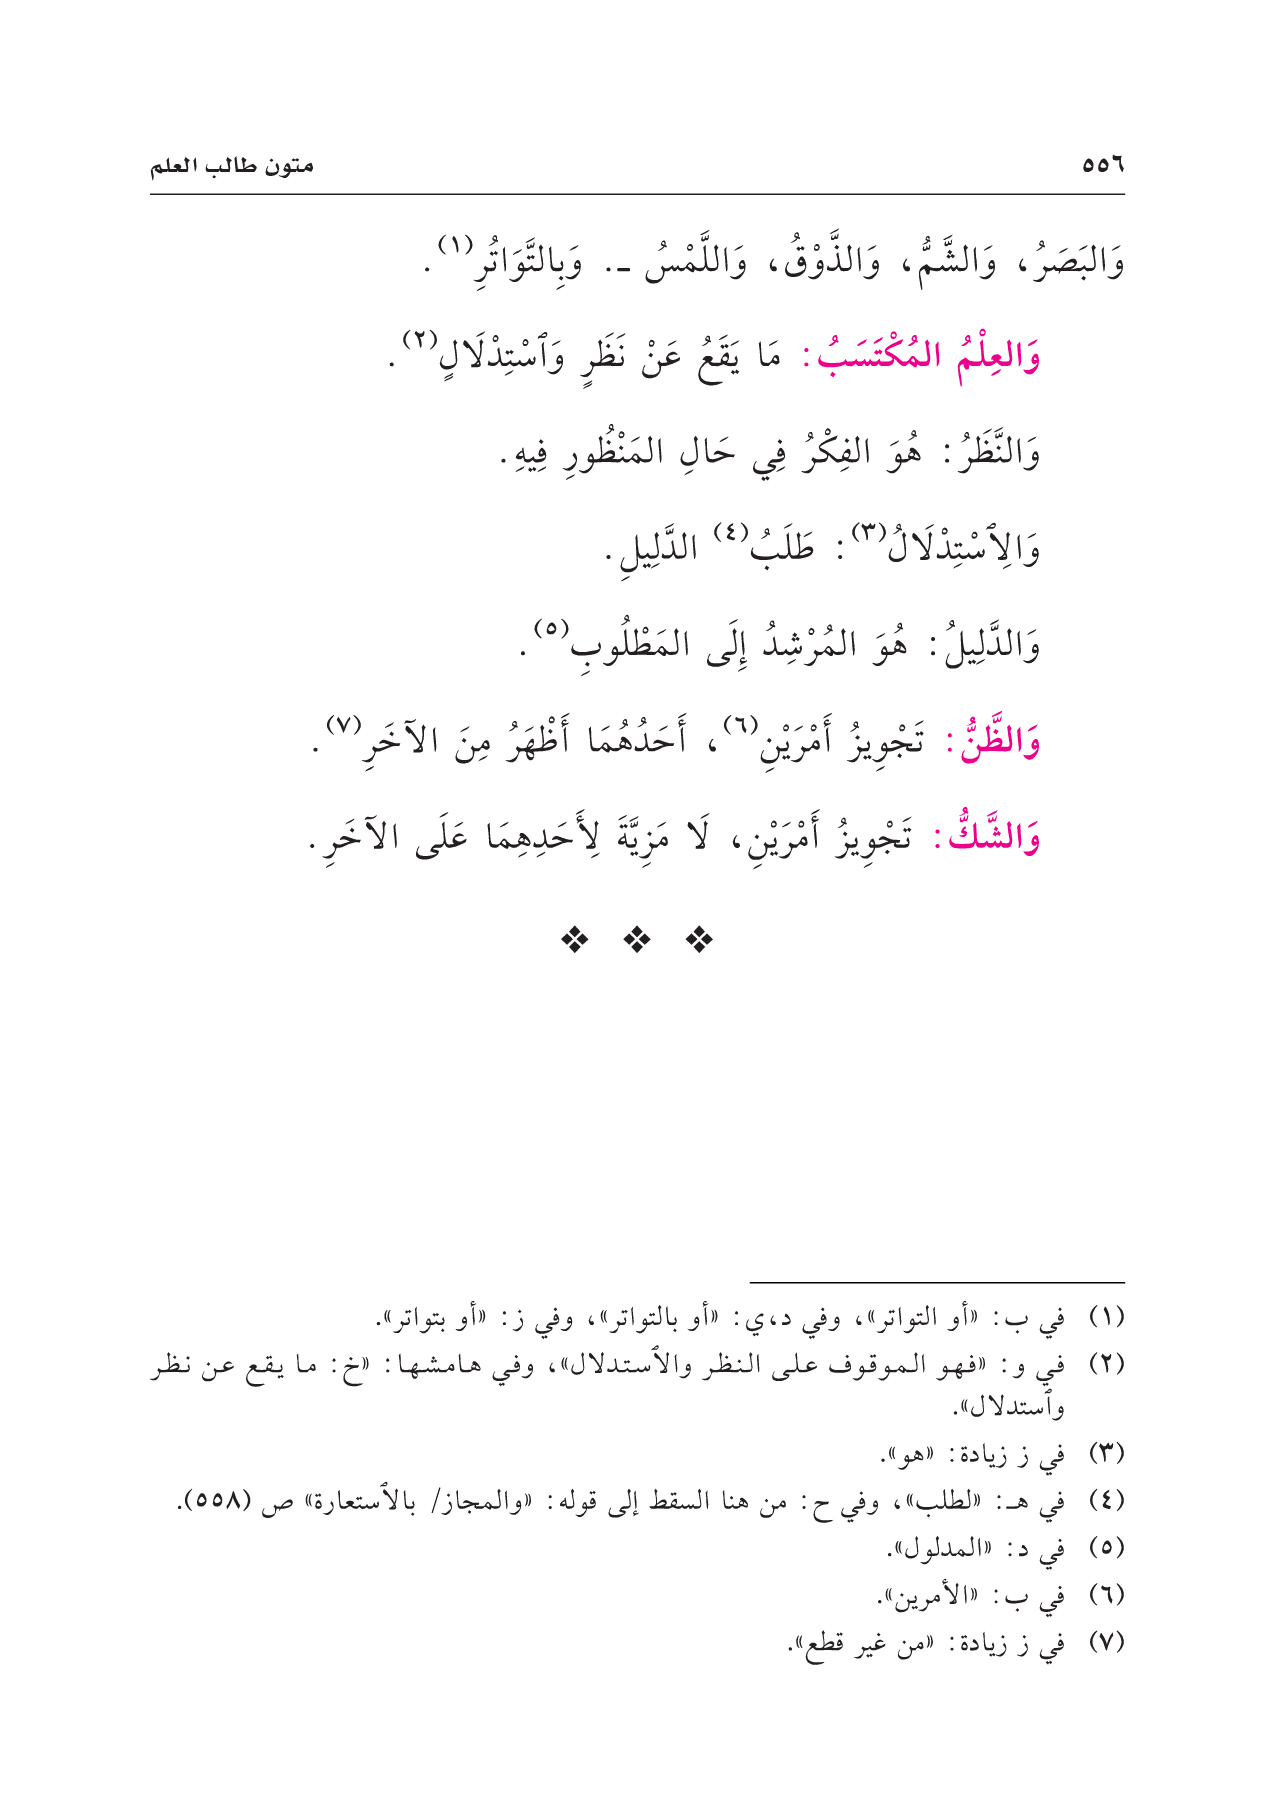 ٥٥٦
متون طالب العلم
وَالبَصَرُ، وَالشَّمُّ، وَالذَّوْقُ، وَاللَّمْسُ ـ. وَبِالتَّوَاتُرِ(١).
وَالعِلْمُ المُكْتَسَبُ: مَا يَقَعُ عَنْ نَظَرٍ وَٱسْتِدْلَالٍ(٢).
وَالنَّظَرُ: هُوَ الفِكْرُ فِي حَالِ المَنْظُورِ فِيهِ.
وَالِٱسْتِدْلَالُ(٣): طَلَبُ(٤) الدَّلِيلِ.
وَالدَّلِيلُ: هُوَ المُرْشِدُ إِلَى المَطْلُوبِ(٥).
وَالظَّنُّ: تَجْوِيزُ أَمْرَيْنِ(٦)، أَحَدُهُمَا أَظْهَرُ مِنَ الآخَرِ(٧).
وَالشَّكُّ: تَجْوِيزُ أَمْرَيْنِ، لَا مَزِيَّةَ لِأَحَدِهِمَا عَلَى الآخَرِ.
❖ ❖ ❖
(١) في ب: «أو التواتر»، وفي د،ي: «أو بالتواتر»، وفي ز: «أو بتواتر».
(٢) في و: «فهو الموقوف على النظر والٱستدلال»، وفي هامشها: «خ: ما يقع عن نظر
وٱستدلال».
(٣) في ز زيادة: «هو».
(٤) في هـ: «لطلب»، وفي ح: من هنا السقط إلى قوله: «والمجاز/ بالٱستعارة» ص (٥٥٨).
(٥) في د: «المدلول».
(٦) في ب: «الأمرين».
(٧) في ز زيادة: «من غير قطع».